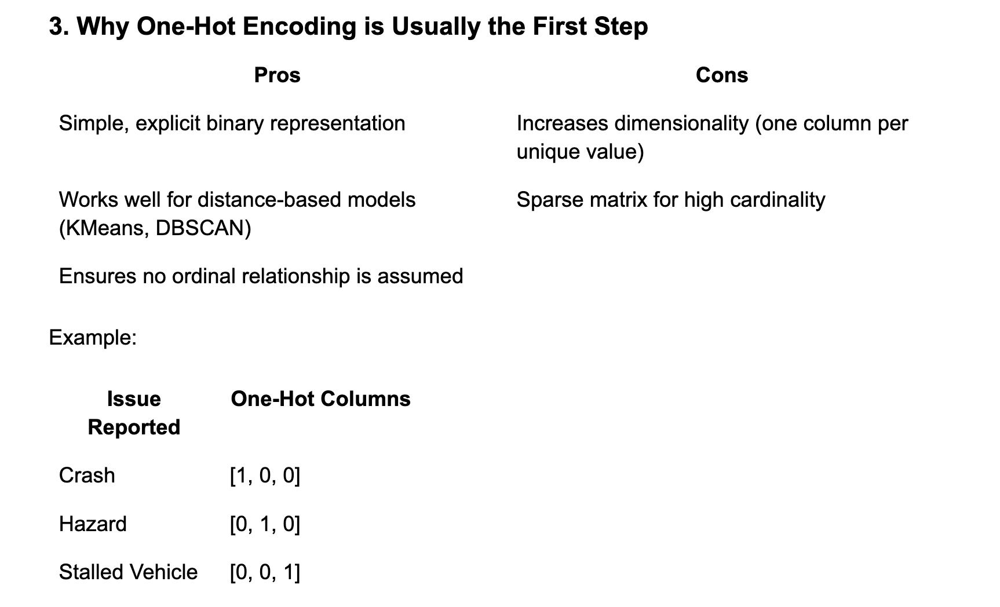 3. Why One-Hot Encoding is Usually the First Step
Pros
Cons
Simple, explicit binary representation
Increases dimensionality (one column per
unique value)
Works well for distance-based models
(KMeans, DBSCAN)
Sparse matrix for high cardinality
Ensures no ordinal relationship is assumed
Example:
Issue
Reported
One-Hot Columns
Crash
[1, 0, 0]
Hazard
[0, 1, 0]
Stalled Vehicle
[0, 0, 1]